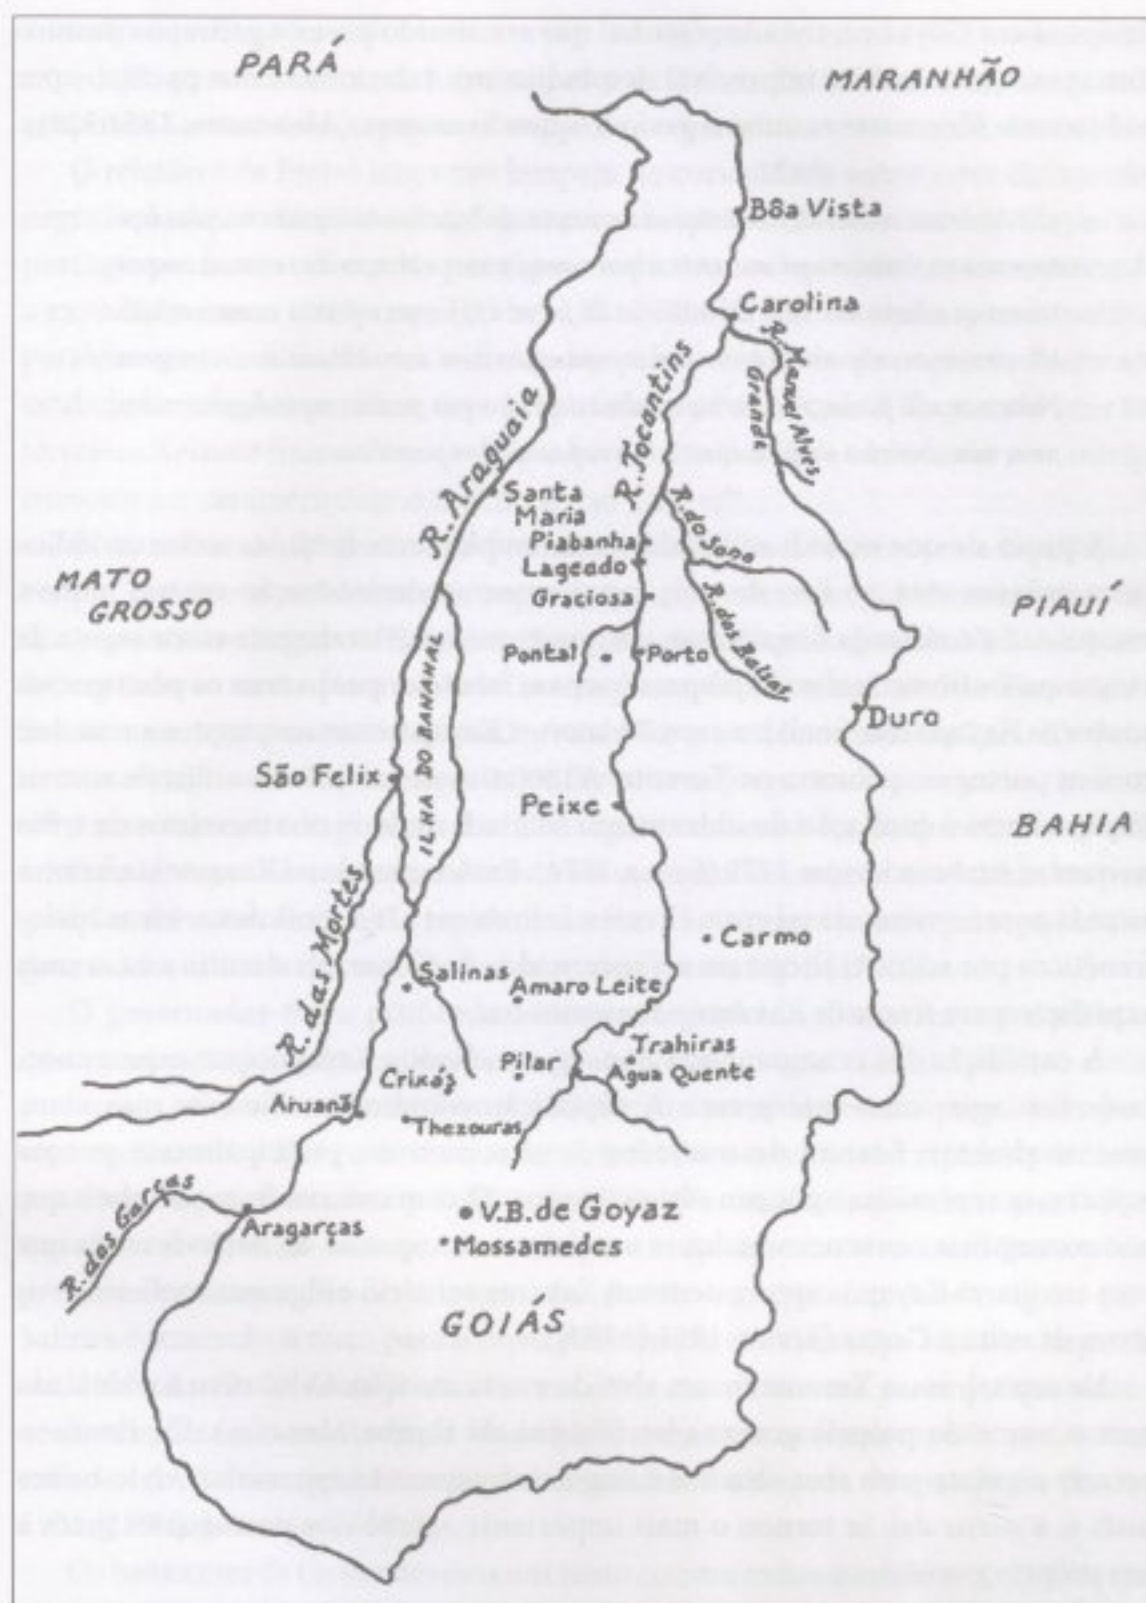 PARÁ
MARANHÃO
Bôa Vista
Carolina
R. Manuel Alves
Grande
R. Tocantins
R. Araguaia
Santa
Maria
R. do Sono
Piabanha
Lageado
Graciosa
MATO
GROSSO
PIAUÍ
Pontal
Porto
R. das Balsas
ILHA DO BANANAL
Duro
São Felix
Peixe
BAHIA
R. das Mortes
Carmo
Salinas
Amaro Leite
Trahiras
Pilar
Agua Quente
Crixás
Aruanã
Thezouras
R. das Garças
Aragarças
V.B. de Goyaz
Mossamedes
GOIÁS